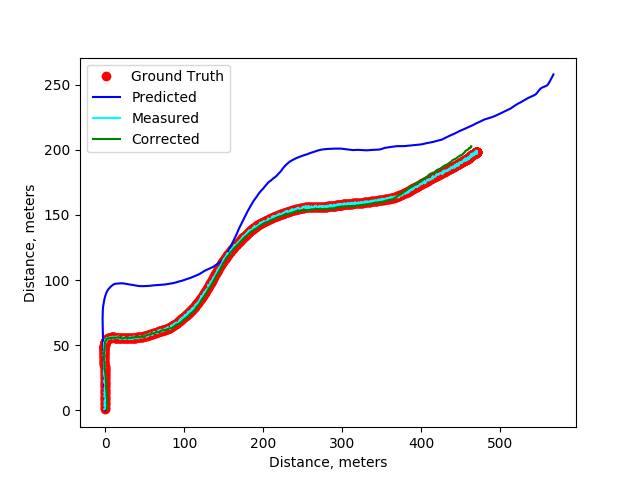 Ground Truth
Predicted
Measured
Corrected
250
200
150
100
50
0
Distance, meters
0 100 200 300 400 500
Distance, meters